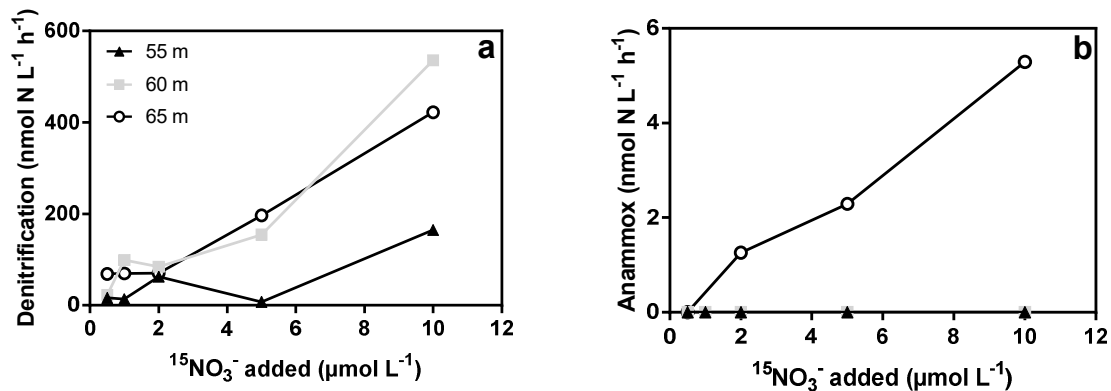 a
55 m
60 m
65 m
Denitrification (nmol N L⁻¹ h⁻¹)
600
400
200
0
0 2 4 6 8 10 12
¹⁵NO₃⁻ added (µmol L⁻¹)
b
Anammox (nmol N L⁻¹ h⁻¹)
6
4
2
0
0 2 4 6 8 10 12
¹⁵NO₃⁻ added (µmol L⁻¹)